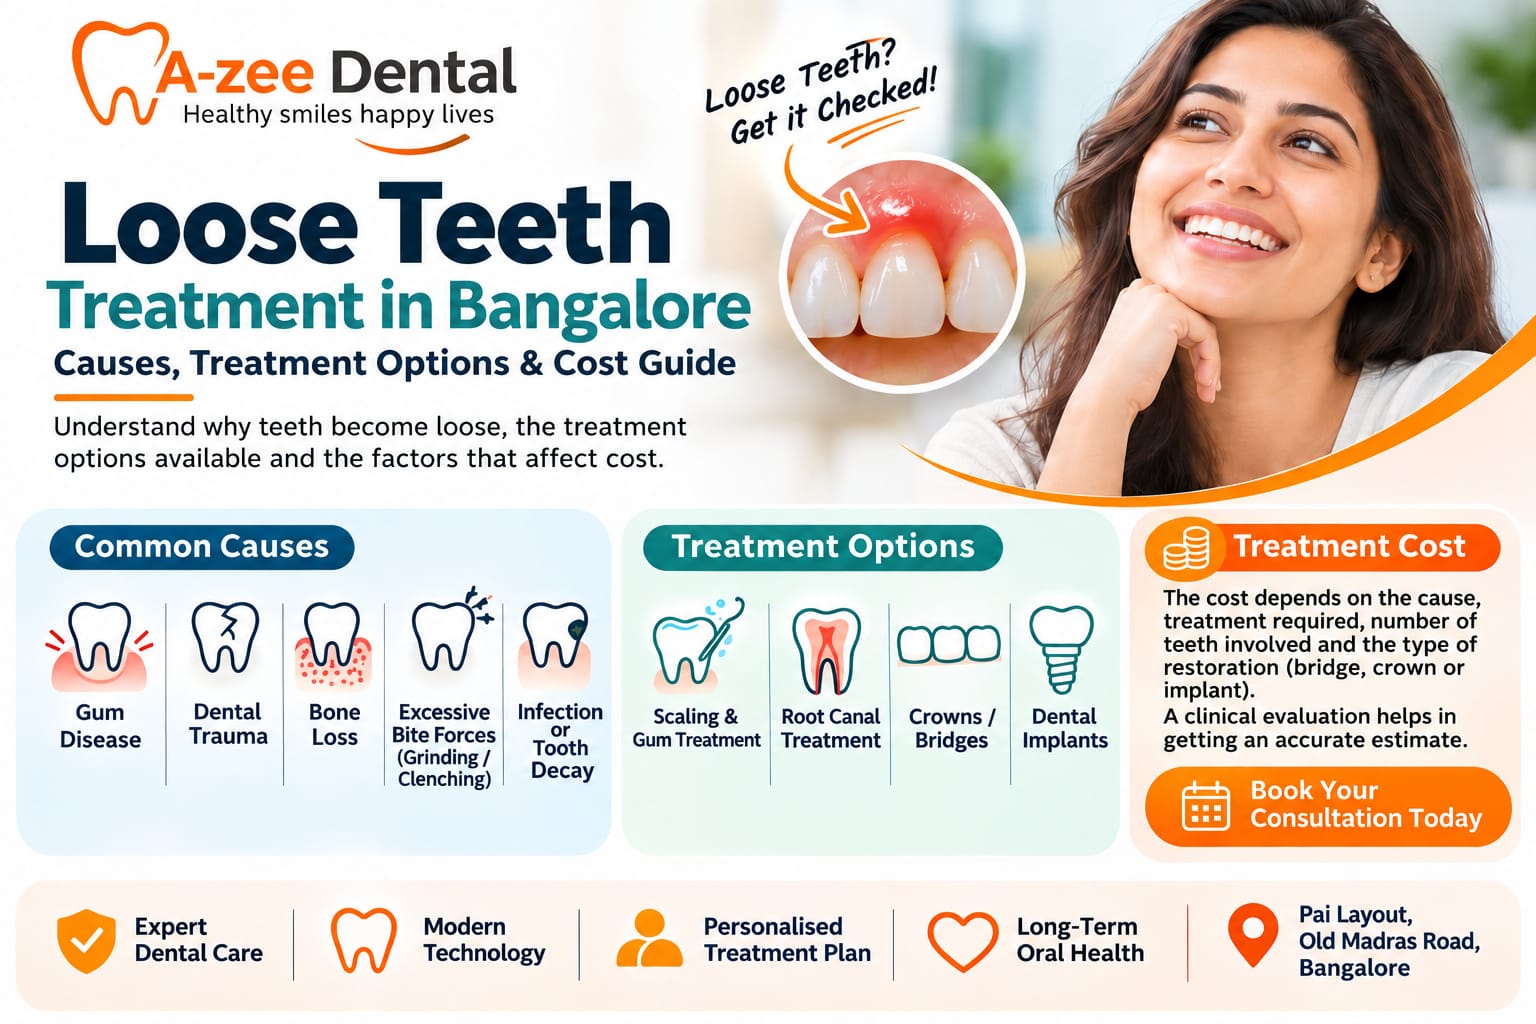 A-zee Dental
Healthy smiles happy lives
Loose Teeth?
Get it Checked!
Loose Teeth
Treatment in Bangalore
Causes, Treatment Options & Cost Guide
Understand why teeth become loose, the treatment
options available and the factors that affect cost.
Common Causes
Gum
Disease
Dental
Trauma
Bone
Loss
Excessive
Bite Forces
(Grinding /
Clenching)
Infection
or
Tooth
Decay
Treatment Options
Scaling &
Gum Treatment
Root Canal
Treatment
Crowns /
Bridges
Dental
Implants
Treatment Cost
The cost depends on the cause,
treatment required, number of
teeth involved and the type of
restoration (bridge, crown or
implant).
A clinical evaluation helps in
getting an accurate estimate.
Book Your
Consultation Today
Expert
Dental Care
Modern
Technology
Personalised
Treatment Plan
Long-Term
Oral Health
Pai Layout,
Old Madras Road,
Bangalore